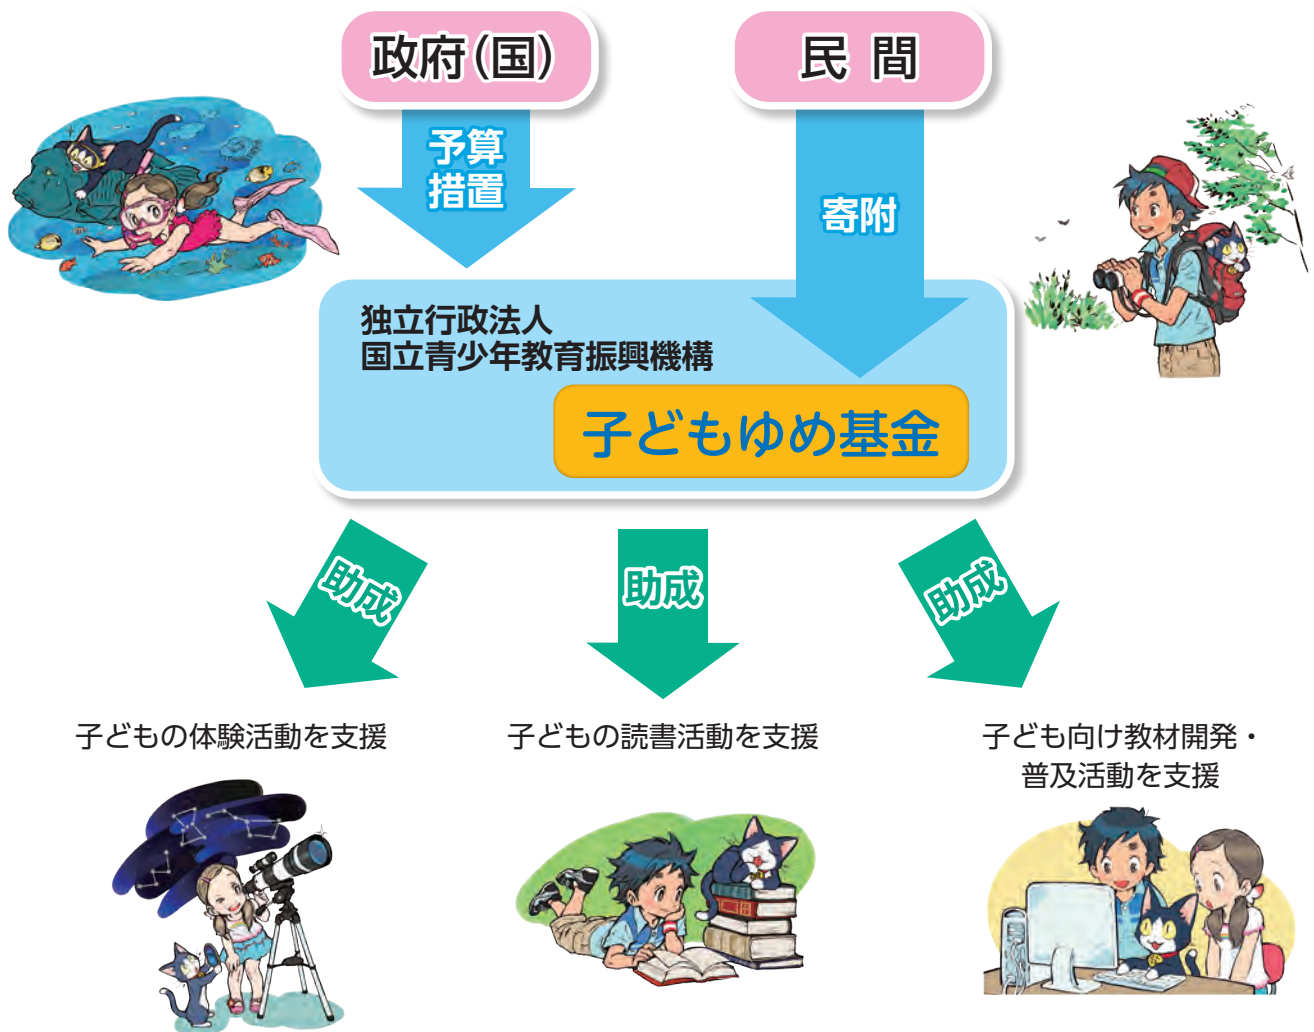 政府（国）
民間
予算
措置
寄附
独立行政法人
国立青少年教育振興機構
子どもゆめ基金
助成
助成
助成
子どもの体験活動を支援
子どもの読書活動を支援
子ども向け教材開発・
普及活動を支援